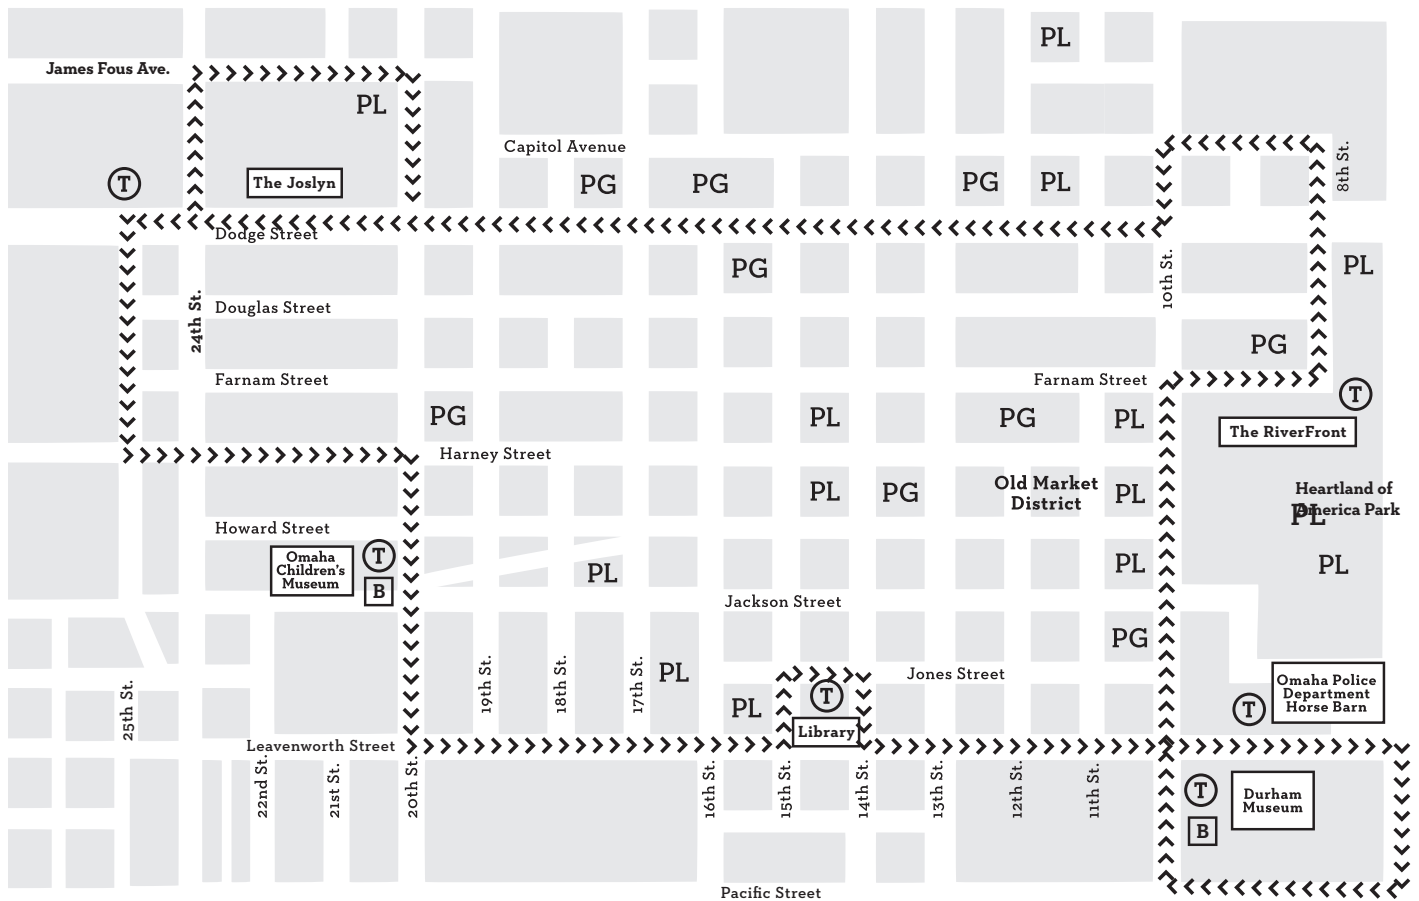 PL
James Fous Ave.
PL
Capitol Avenue
8th St.
T
The Joslyn
PG
PG
PG
PL
Dodge Street
PG
10th St.
PL
24th St.
Douglas Street
PG
Farnam Street
Farnam Street
T
PG
PL
PG
PL
The RiverFront
Harney Street
PL
PG
Old Market
District
PL
Heartland of
America Park
PL
Howard Street
Omaha
Children's
Museum
T
B
PL
PL
PL
Jackson Street
PG
25th St.
19th St.
18th St.
17th St.
PL
Jones Street
PL
T
Library
T
Omaha Police
Department
Horse Barn
Leavenworth Street
22nd St.
21st St.
20th St.
16th St.
15th St.
14th St.
13th St.
12th St.
11th St.
T
B
Durham
Museum
Pacific Street